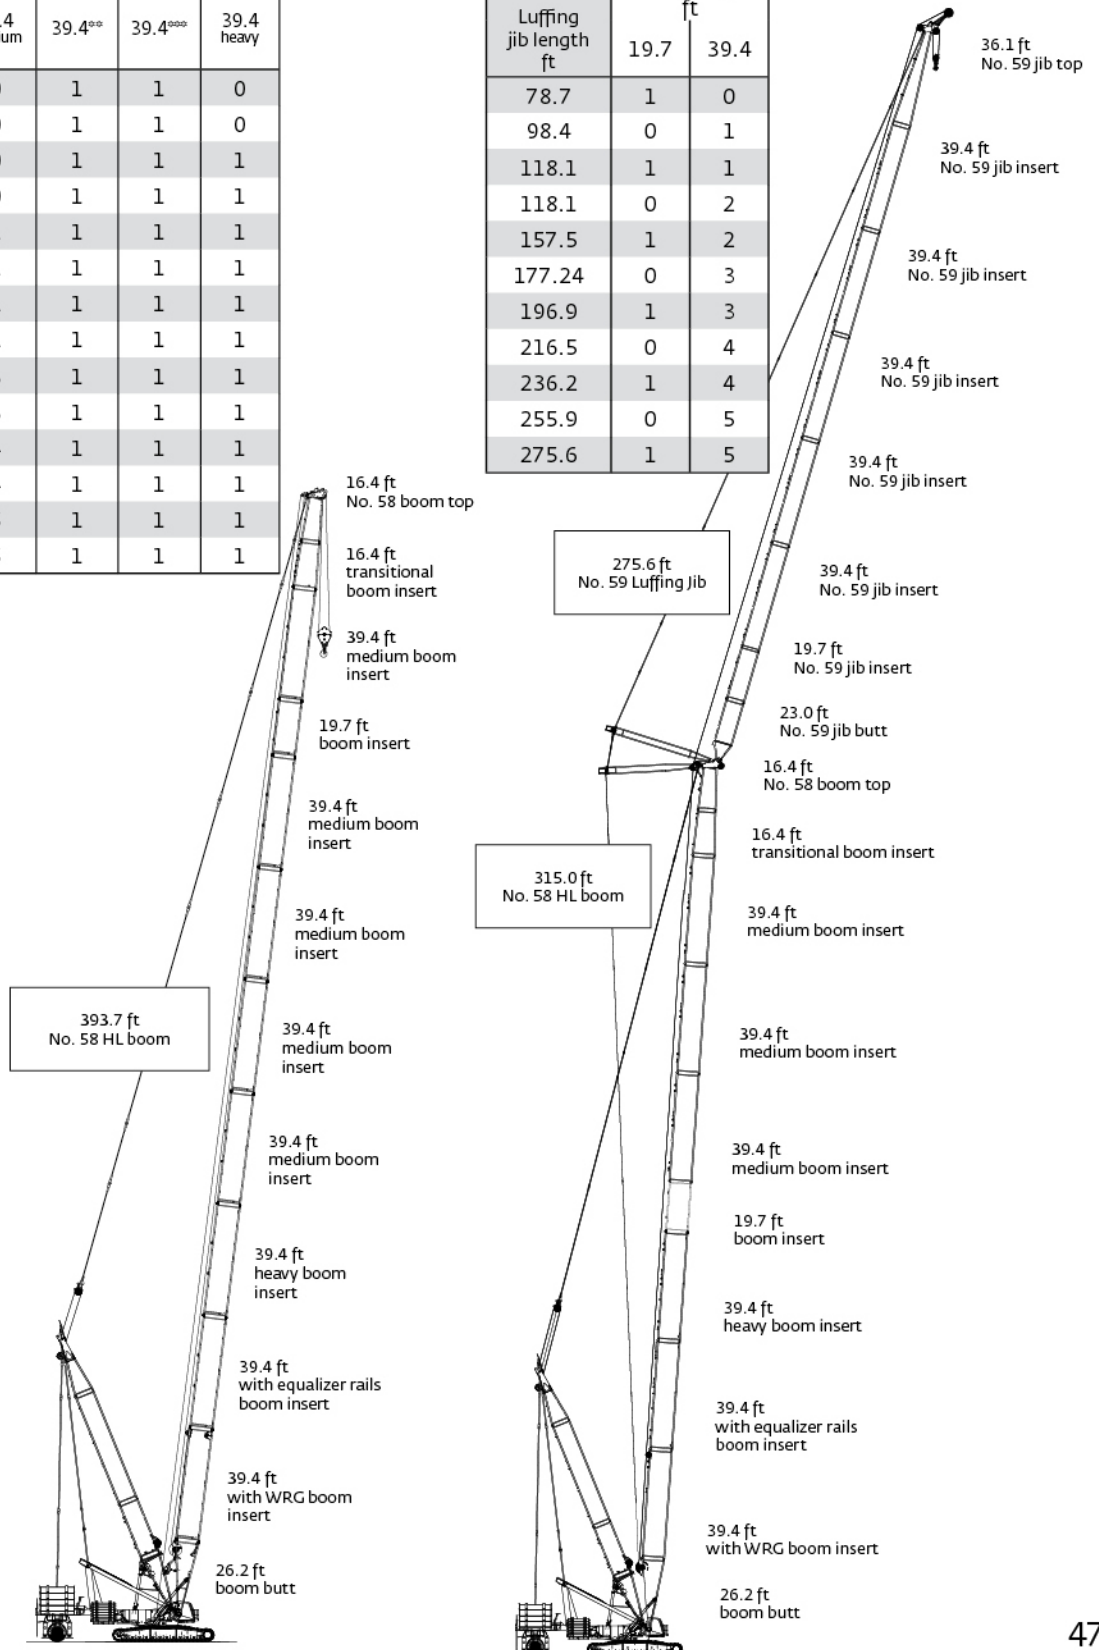 .4 39.4** 39.4*** 39.4
um heavy
1 1 0
1 1 0
1 1 1
1 1 1
1 1 1
1 1 1
1 1 1
1 1 1
1 1 1
1 1 1
1 1 1
1 1 1
1 1 1
1 1 1
16.4 ft
No. 58 boom top
16.4 ft
transitional
boom insert
39.4 ft
medium boom
insert
19.7 ft
boom insert
39.4 ft
medium boom
insert
39.4 ft
medium boom
insert
393.7 ft
No. 58 HL boom
39.4 ft
medium boom
insert
39.4 ft
medium boom
insert
39.4 ft
heavy boom
insert
39.4 ft
with equalizer rails
boom insert
39.4 ft
with WRG boom
insert
26.2 ft
boom butt
Luffing
jib length
ft
ft
19.7 39.4
78.7 1 0
98.4 0 1
118.1 1 1
118.1 0 2
157.5 1 2
177.24 0 3
196.9 1 3
216.5 0 4
236.2 1 4
255.9 0 5
275.6 1 5
36.1 ft
No. 59 jib top
39.4 ft
No. 59 jib insert
39.4 ft
No. 59 jib insert
39.4 ft
No. 59 jib insert
39.4 ft
No. 59 jib insert
275.6 ft
No. 59 Luffing Jib
39.4 ft
No. 59 jib insert
19.7 ft
No. 59 jib insert
23.0 ft
No. 59 jib butt
16.4 ft
No. 58 boom top
16.4 ft
transitional boom insert
315.0 ft
No. 58 HL boom
39.4 ft
medium boom insert
39.4 ft
medium boom insert
39.4 ft
medium boom insert
19.7 ft
boom insert
39.4 ft
heavy boom insert
39.4 ft
with equalizer rails
boom insert
39.4 ft
with WRG boom insert
26.2 ft
boom butt
47